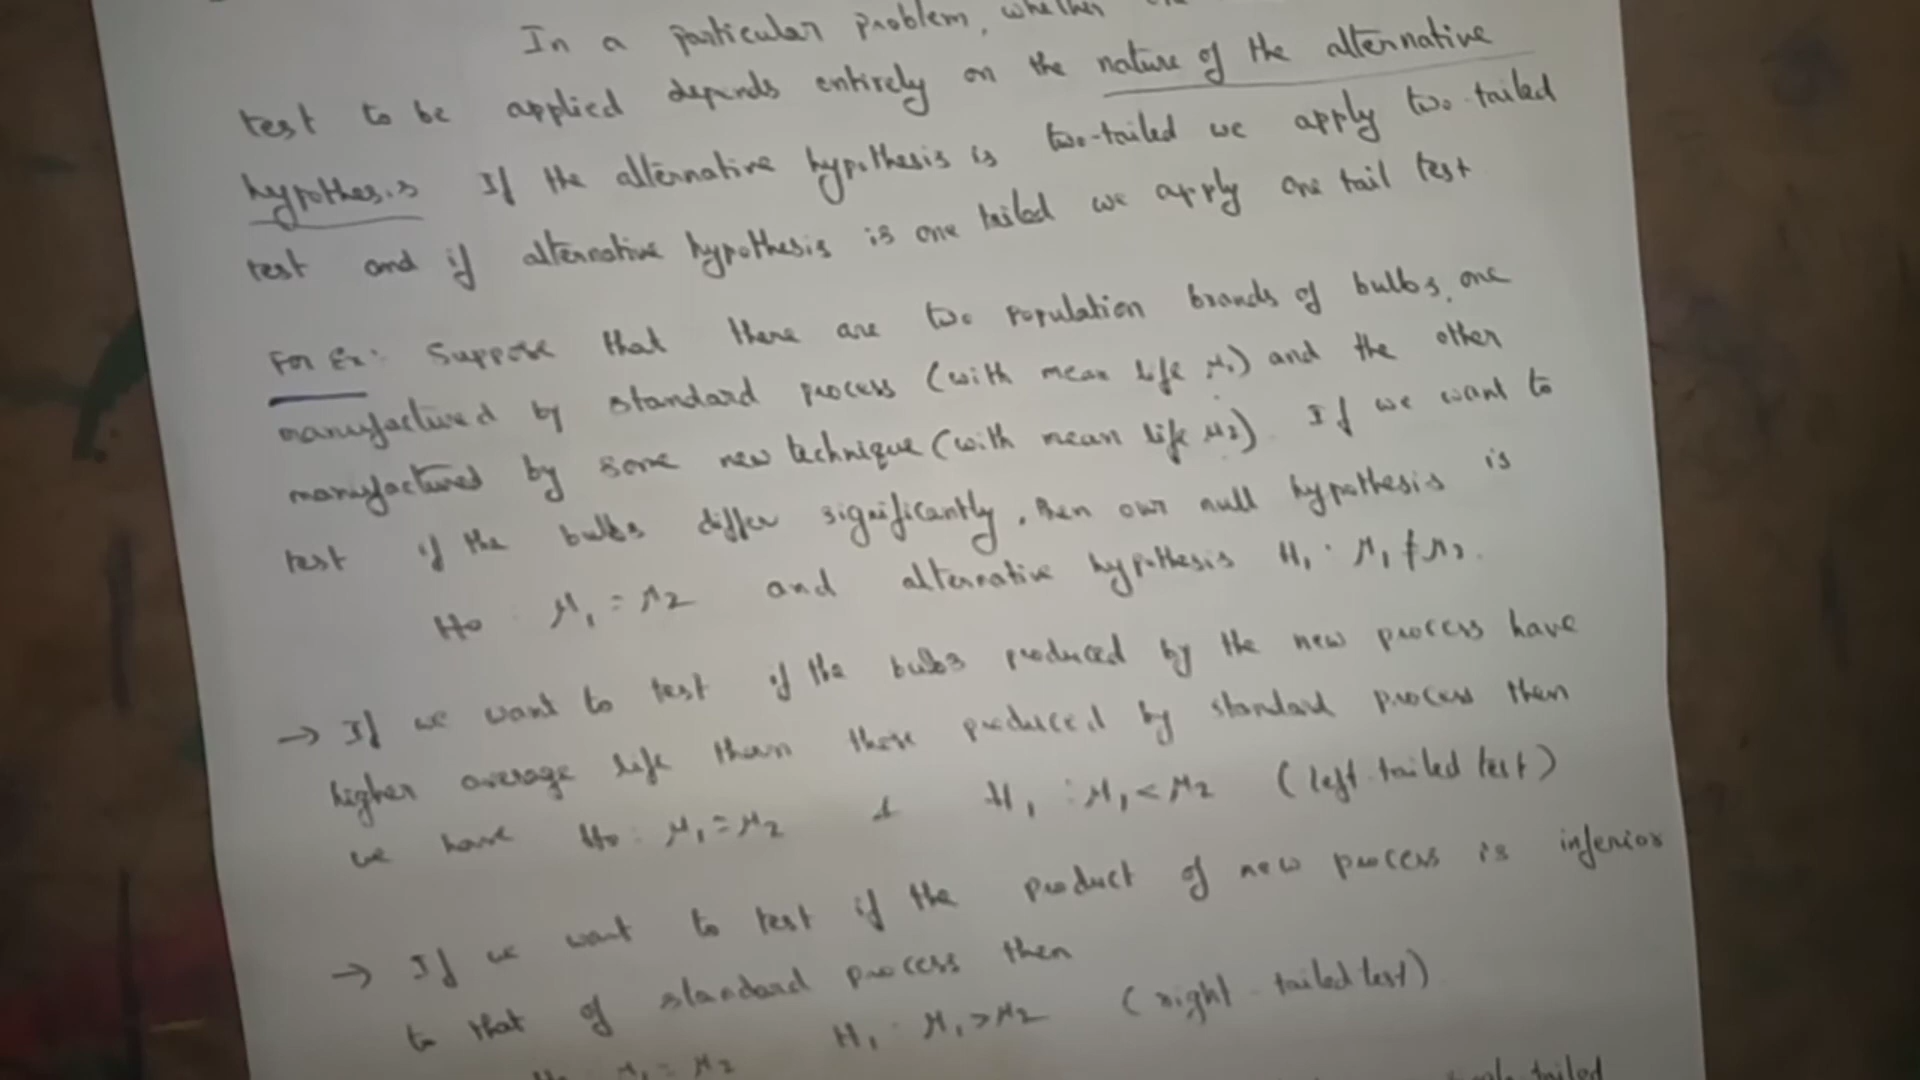 In a particular problem, whether
test to be applied depends entirely on the nature of the alternative
hypothesis If the alternative hypothesis is two-tailed we apply two-tailed
test and if alternative hypothesis is one tailed we apply one tail test
For Ex: Suppose that there are two population brands of bulbs, one
manufactured by standard process (with mean life μ₁) and the other
manufactured by some new technique (with mean life μ₂). If we want to
test if the bulbs differ significantly, then our null hypothesis is
H₀ : μ₁ = μ₂ and alternative hypothesis H₁ : μ₁ ≠ μ₂.
→ If we want to test if the bulbs produced by the new process have
higher average life than those produced by standard process then
we have H₀ : μ₁ = μ₂ & H₁ : μ₁ < μ₂ (left-tailed test)
→ If we want to test if the product of new process is inferior
to that of standard process then
H₀ : μ₁ = μ₂ H₁ : μ₁ > μ₂ (right-tailed test)
tailed